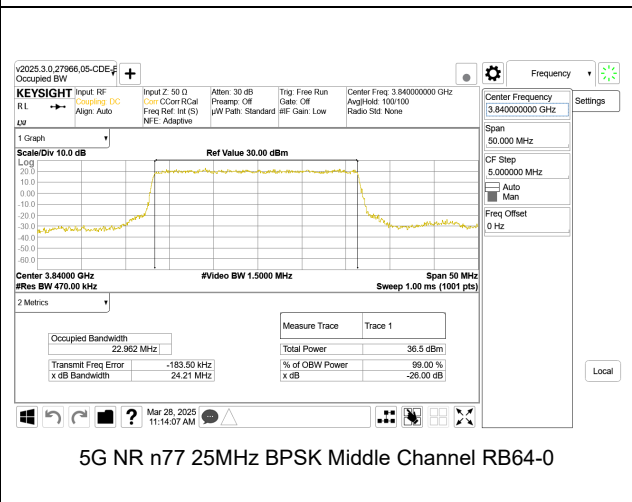 v2025.3.0,27966,05-CDE-F
Occupied BW
+
Frequency
KEYSIGHT
R L
Input: RF
Coupling: DC
Align: Auto
Input Z: 50 Ω
Corr CCorr RCal
Freq Ref: Int (S)
NFE: Adaptive
Atten: 30 dB
Preamp: Off
µW Path: Standard
Trig: Free Run
Gate: Off
#IF Gain: Low
Center Freq: 3.840000000 GHz
Avg|Hold: 100/100
Radio Std: None
Center Frequency
3.840000000 GHz
Settings
Span
50.000 MHz
CF Step
5.000000 MHz
Auto
Man
Freq Offset
0 Hz
Local
1 Graph
Scale/Div 10.0 dB
Ref Value 30.00 dBm
Log
20.0
10.0
0.00
-10.0
-20.0
-30.0
-40.0
-50.0
-60.0
Center 3.84000 GHz
#Video BW 1.5000 MHz
Span 50 MHz
#Res BW 470.00 kHz
Sweep 1.00 ms (1001 pts)
2 Metrics
Measure Trace Trace 1
Occupied Bandwidth
22.962 MHz
Total Power 36.5 dBm
Transmit Freq Error -183.50 kHz
% of OBW Power 99.00 %
x dB Bandwidth 24.21 MHz
x dB -26.00 dB
?
Mar 28, 2025
11:14:07 AM
5G NR n77 25MHz BPSK Middle Channel RB64-0